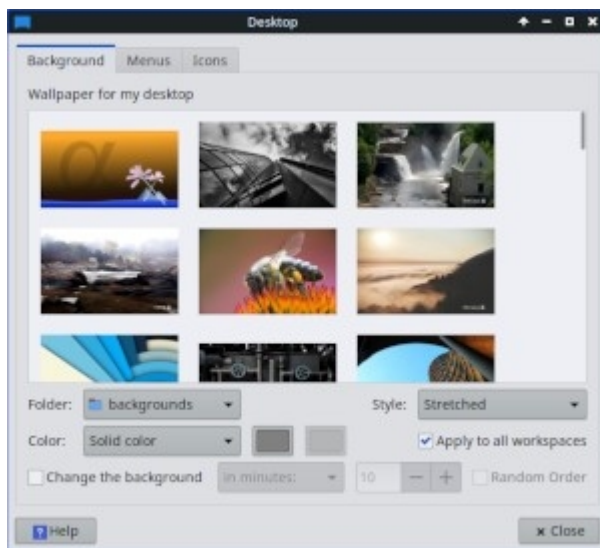 Desktop
Background Menus Icons
Wallpaper for my desktop
α
Folder: backgrounds Style: Stretched
Color: Solid color Apply to all workspaces
Change the background in minutes: 10 Random Order
Help Close